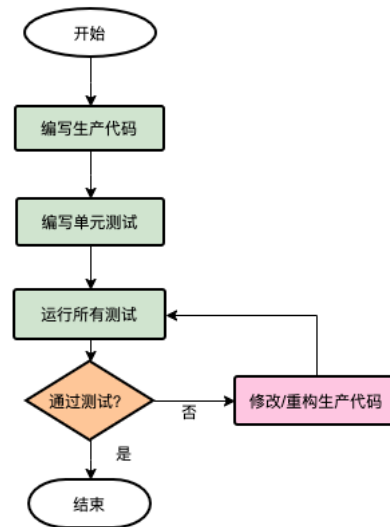 开始
编写生产代码
编写单元测试
运行所有测试
通过测试?
否
修改/重构生产代码
是
结束